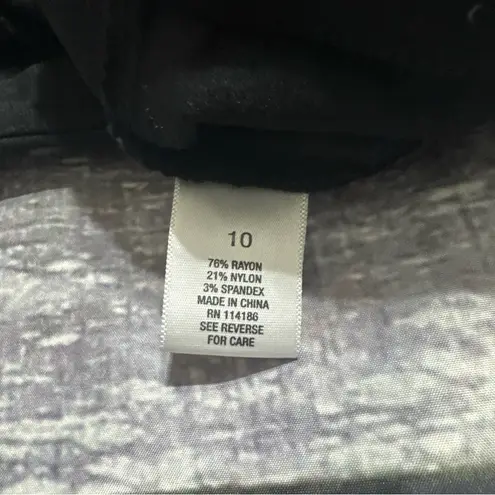 10
76% RAYON
21% NYLON
3% SPANDEX
MADE IN CHINA
RN 114186
SEE REVERSE
FOR CARE